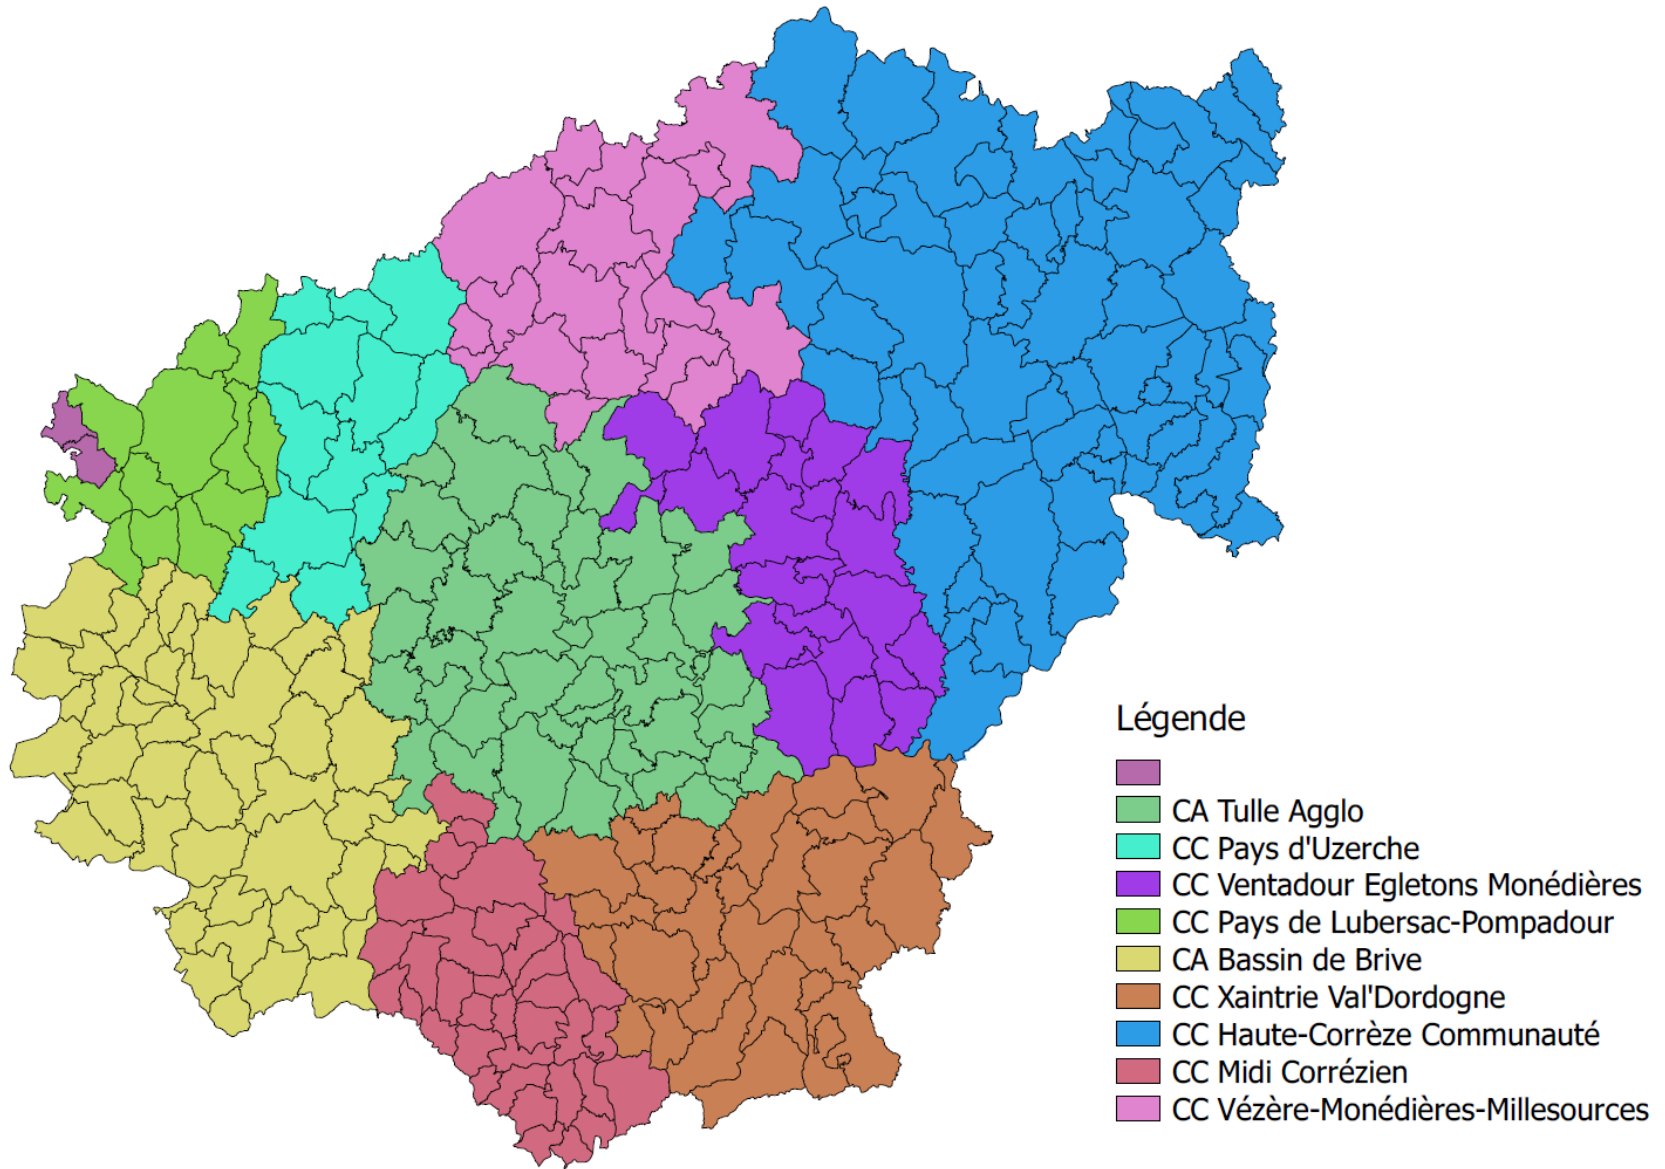 Légende
CA Tulle Agglo
CC Pays d'Uzerche
CC Ventadour Egletons Monédières
CC Pays de Lubersac-Pompadour
CA Bassin de Brive
CC Xaintrie Val'Dordogne
CC Haute-Corrèze Communauté
CC Midi Corrézien
CC Vézère-Monédières-Millesources